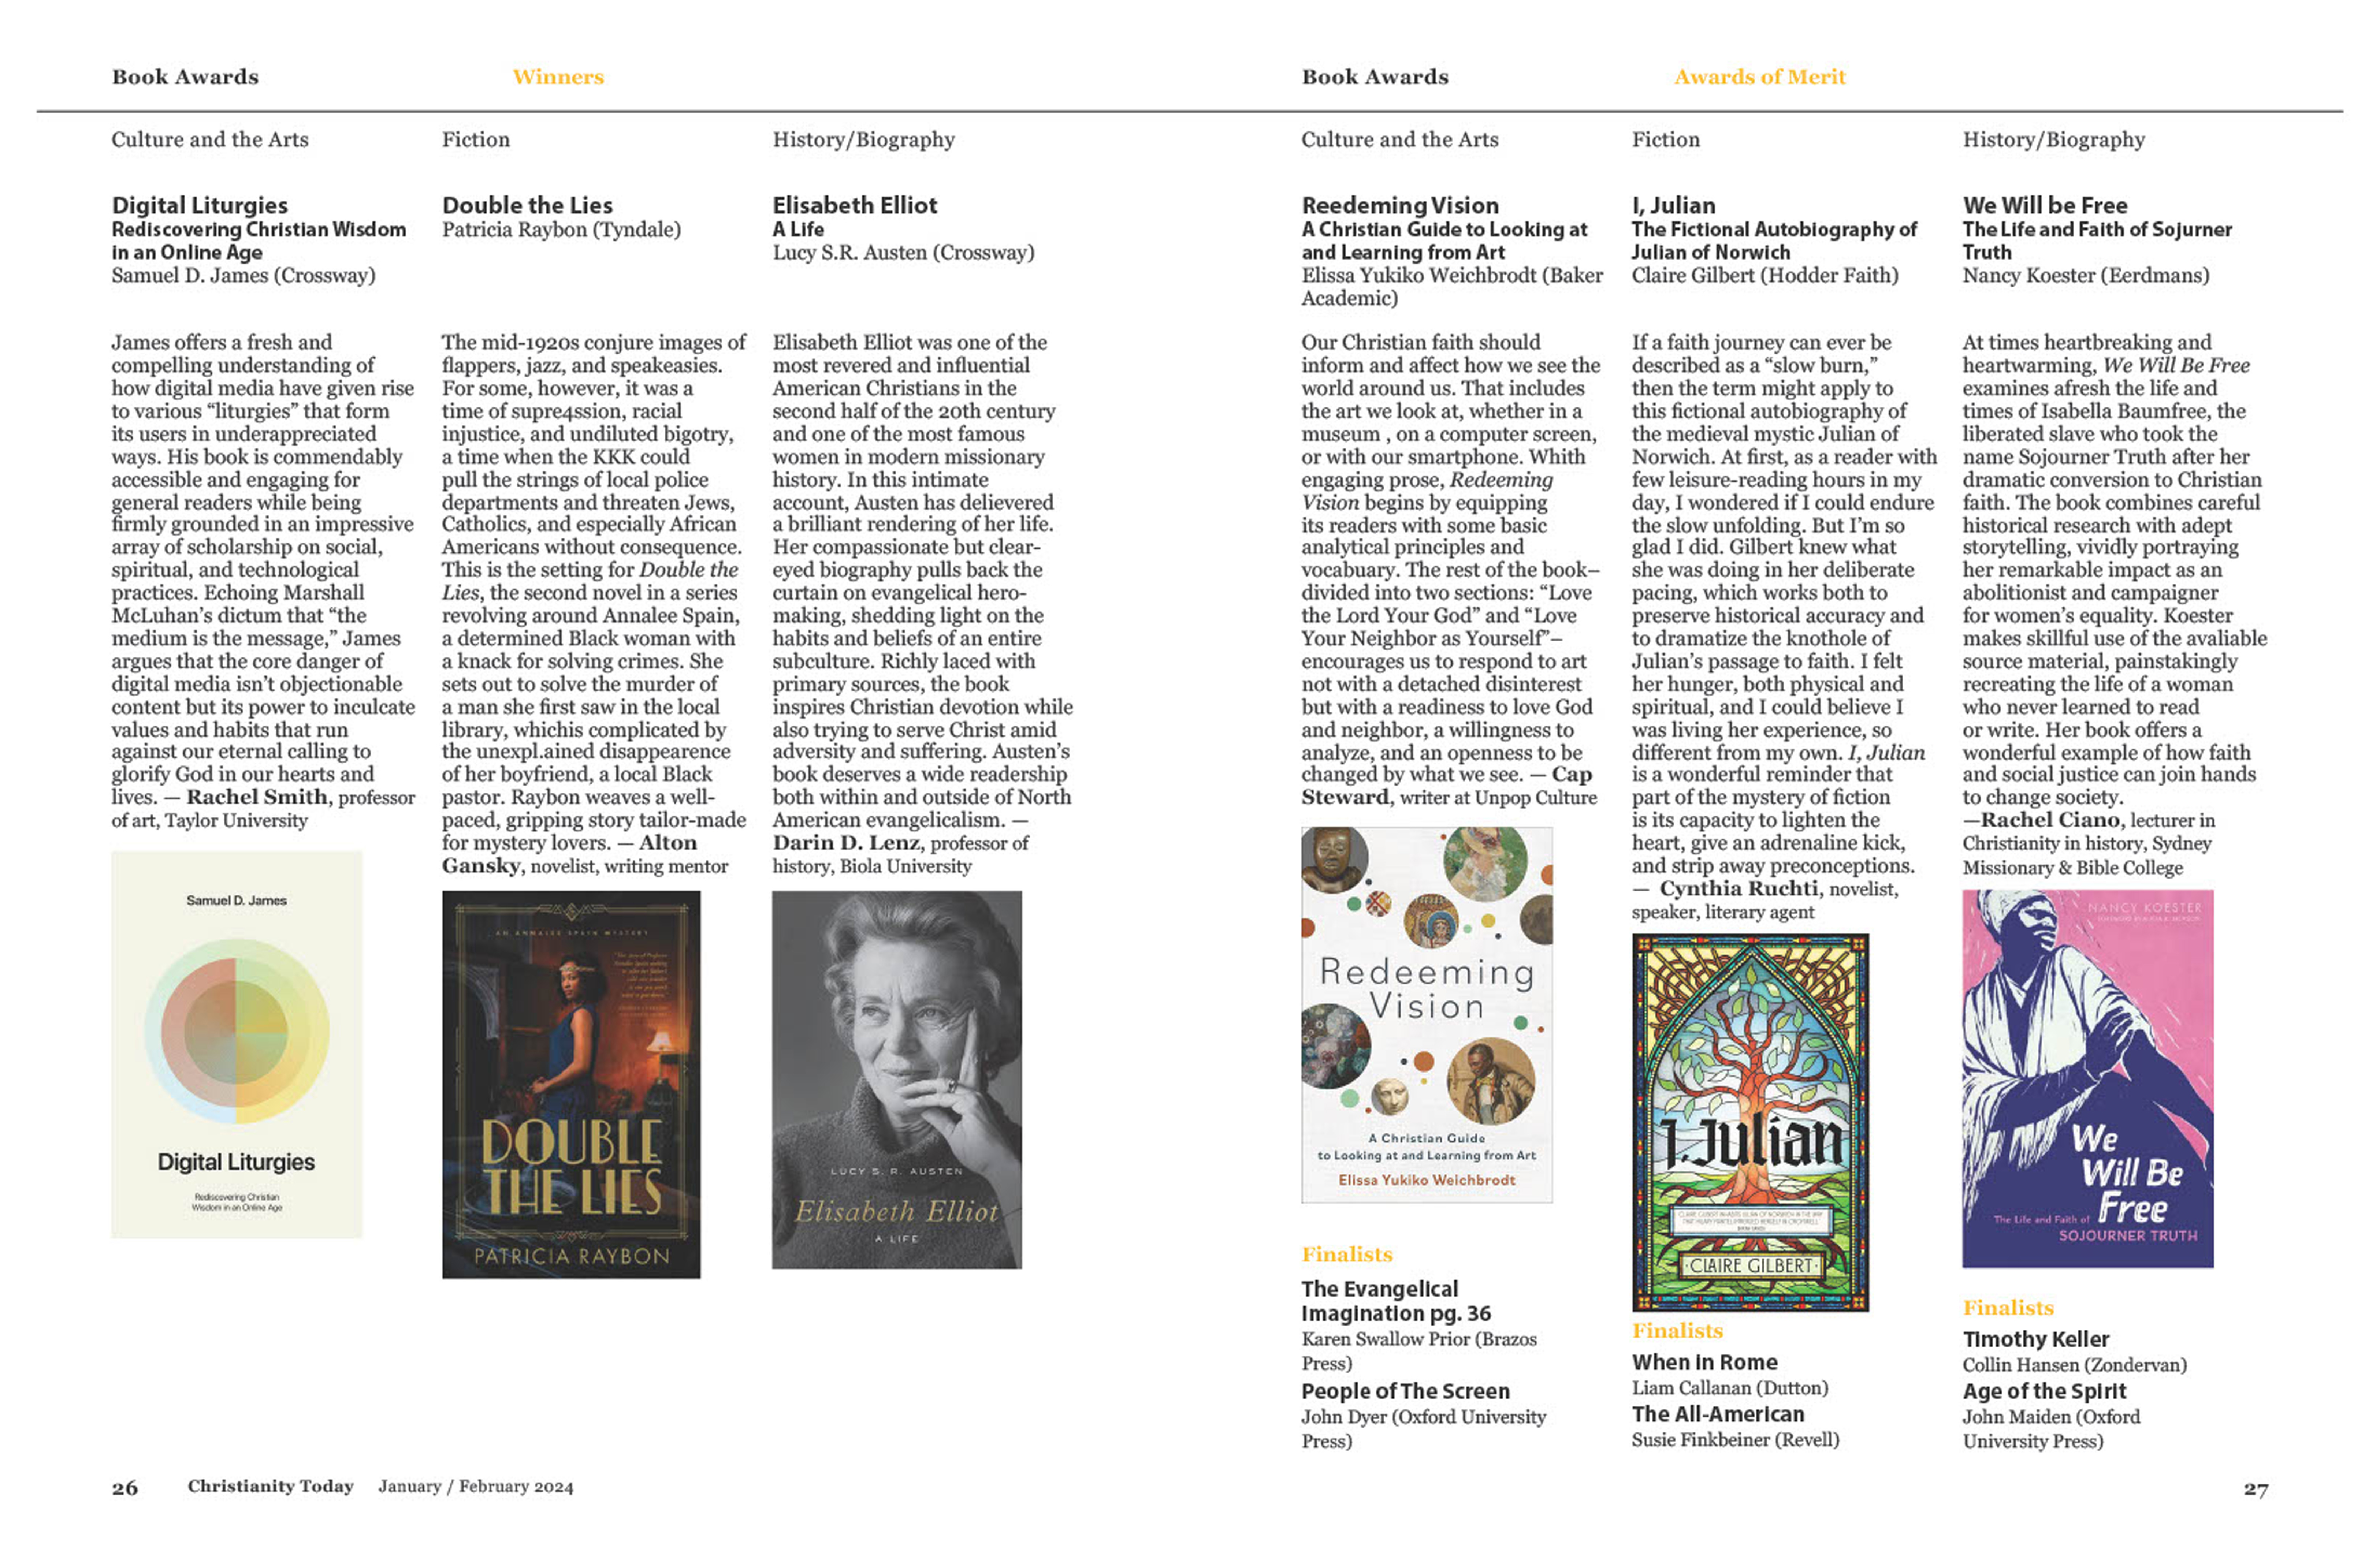 Book Awards
Winners
Culture and the Arts
Digital Liturgies
Rediscovering Christian Wisdom
in an Online Age
Samuel D. James (Crossway)
James offers a fresh and
compelling understanding of
how digital media have given rise
to various “liturgies” that form
its users in underappreciated
ways. His book is commendably
accessible and engaging for
general readers while being
firmly grounded in an impressive
array of scholarship on social,
spiritual, and technological
practices. Echoing Marshall
McLuhan’s dictum that “the
medium is the message,” James
argues that the core danger of
digital media isn’t objectionable
content but its power to inculcate
values and habits that run
against our eternal calling to
glorify God in our hearts and
lives. — Rachel Smith, professor
of art, Taylor University
Samuel D. James
Digital Liturgies
Rediscovering Christian
Wisdom in an Online Age
Fiction
Double the Lies
Patricia Raybon (Tyndale)
The mid-1920s conjure images of
flappers, jazz, and speakeasies.
For some, however, it was a
time of supre4ssion, racial
injustice, and undiluted bigotry,
a time when the KKK could
pull the strings of local police
departments and threaten Jews,
Catholics, and especially African
Americans without consequence.
This is the setting for Double the
Lies, the second novel in a series
revolving around Annalee Spain,
a determined Black woman with
a knack for solving crimes. She
sets out to solve the murder of
a man she first saw in the local
library, whichis complicated by
the unexpl.ained disappearence
of her boyfriend, a local Black
pastor. Raybon weaves a well-
paced, gripping story tailor-made
for mystery lovers. — Alton
Gansky, novelist, writing mentor
AN ANNALEE SPAIN MYSTERY
DOUBLE
THE LIES
PATRICIA RAYBON
History/Biography
Elisabeth Elliot
A Life
Lucy S.R. Austen (Crossway)
Elisabeth Elliot was one of the
most revered and influential
American Christians in the
second half of the 20th century
and one of the most famous
women in modern missionary
history. In this intimate
account, Austen has delievered
a brilliant rendering of her life.
Her compassionate but clear-
eyed biography pulls back the
curtain on evangelical hero-
making, shedding light on the
habits and beliefs of an entire
subculture. Richly laced with
primary sources, the book
inspires Christian devotion while
also trying to serve Christ amid
adversity and suffering. Austen’s
book deserves a wide readership
both within and outside of North
American evangelicalism. —
Darin D. Lenz, professor of
history, Biola University
LUCY S. R. AUSTEN
Elisabeth Elliot
A LIFE
26 Christianity Today January / February 2024
Book Awards
Awards of Merit
Culture and the Arts
Reedeming Vision
A Christian Guide to Looking at
and Learning from Art
Elissa Yukiko Weichbrodt (Baker
Academic)
Our Christian faith should
inform and affect how we see the
world around us. That includes
the art we look at, whether in a
museum , on a computer screen,
or with our smartphone. Whith
engaging prose, Redeeming
Vision begins by equipping
its readers with some basic
analytical principles and
vocabuary. The rest of the book–
divided into two sections: “Love
the Lord Your God” and “Love
Your Neighbor as Yourself”–
encourages us to respond to art
not with a detached disinterest
but with a readiness to love God
and neighbor, a willingness to
analyze, and an openness to be
changed by what we see. — Cap
Steward, writer at Unpop Culture
Redeeming
Vision
A Christian Guide
to Looking at and Learning from Art
Elissa Yukiko Weichbrodt
Finalists
The Evangelical
Imagination pg. 36
Karen Swallow Prior (Brazos
Press)
People of The Screen
John Dyer (Oxford University
Press)
Fiction
I, Julian
The Fictional Autobiography of
Julian of Norwich
Claire Gilbert (Hodder Faith)
If a faith journey can ever be
described as a “slow burn,”
then the term might apply to
this fictional autobiography of
the medieval mystic Julian of
Norwich. At first, as a reader with
few leisure-reading hours in my
day, I wondered if I could endure
the slow unfolding. But I’m so
glad I did. Gilbert knew what
she was doing in her deliberate
pacing, which works both to
preserve historical accuracy and
to dramatize the knothole of
Julian’s passage to faith. I felt
her hunger, both physical and
spiritual, and I could believe I
was living her experience, so
different from my own. I, Julian
is a wonderful reminder that
part of the mystery of fiction
is its capacity to lighten the
heart, give an adrenaline kick,
and strip away preconceptions.
— Cynthia Ruchti, novelist,
speaker, literary agent
I, Julian
CLAIRE GILBERT
Finalists
When In Rome
Liam Callanan (Dutton)
The All-American
Susie Finkbeiner (Revell)
History/Biography
We Will be Free
The Life and Faith of Sojurner
Truth
Nancy Koester (Eerdmans)
At times heartbreaking and
heartwarming, We Will Be Free
examines afresh the life and
times of Isabella Baumfree, the
liberated slave who took the
name Sojourner Truth after her
dramatic conversion to Christian
faith. The book combines careful
historical research with adept
storytelling, vividly portraying
her remarkable impact as an
abolitionist and campaigner
for women’s equality. Koester
makes skillful use of the avaliable
source material, painstakingly
recreating the life of a woman
who never learned to read
or write. Her book offers a
wonderful example of how faith
and social justice can join hands
to change society.
—Rachel Ciano, lecturer in
Christianity in history, Sydney
Missionary & Bible College
NANCY KOESTER
We
Will Be
Free
The Life and Faith of
SOJOURNER TRUTH
Finalists
Timothy Keller
Collin Hansen (Zondervan)
Age of the Spirit
John Maiden (Oxford
University Press)
27